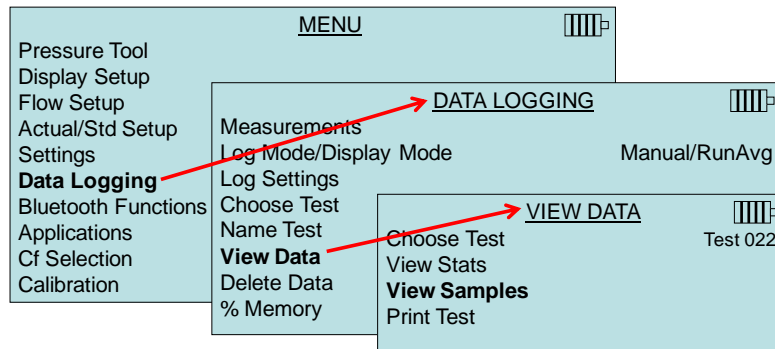 MENU
Pressure Tool
Display Setup
Flow Setup
Actual/Std Setup
Settings
Data Logging
Bluetooth Functions
Applications
Cf Selection
Calibration
DATA LOGGING
Measurements
Log Mode/Display Mode Manual/RunAvg
Log Settings
Choose Test
Name Test
View Data
Delete Data
% Memory
VIEW DATA
Choose Test Test 022
View Stats
View Samples
Print Test